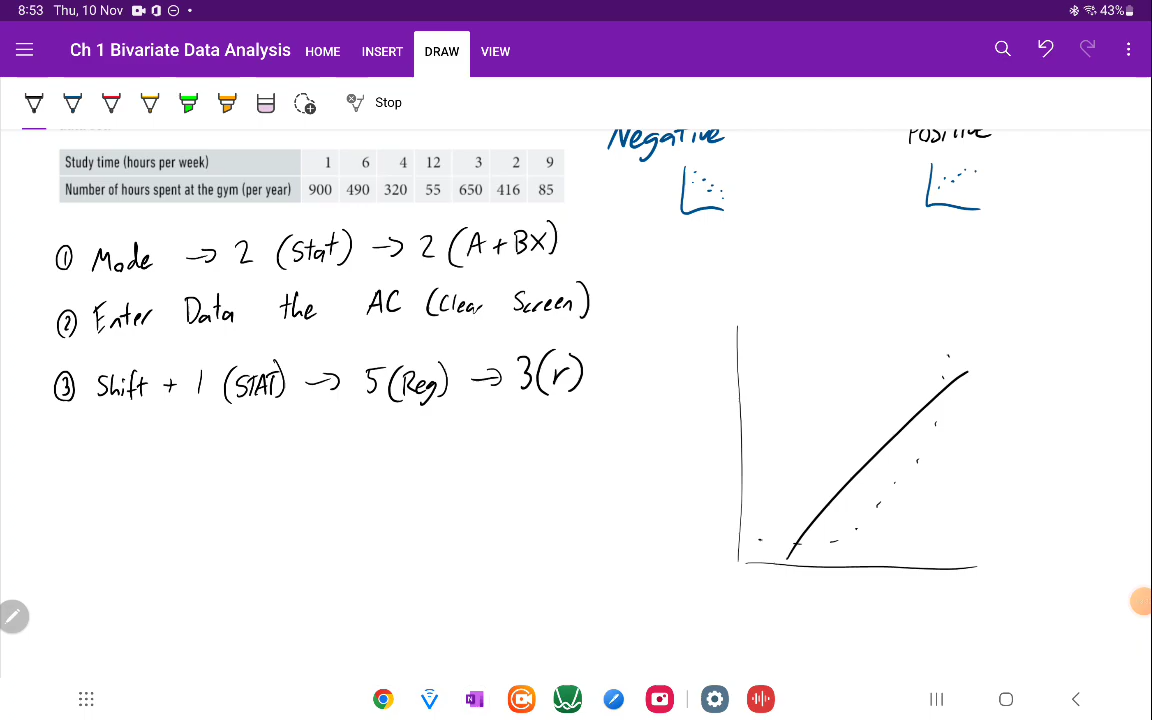 8:53 Thu, 10 Nov 43%
Ch 1 Bivariate Data Analysis HOME INSERT DRAW VIEW
Stop
Negative Positive
Study time (hours per week) 1 6 4 12 3 2 9
Number of hours spent at the gym (per year) 900 490 320 55 650 416 85
① Mode → 2 (Stat) → 2 (A + BX)
② Enter Data the AC (Clear Screen)
③ Shift + 1 (STAT) → 5 (Reg) → 3 (r)